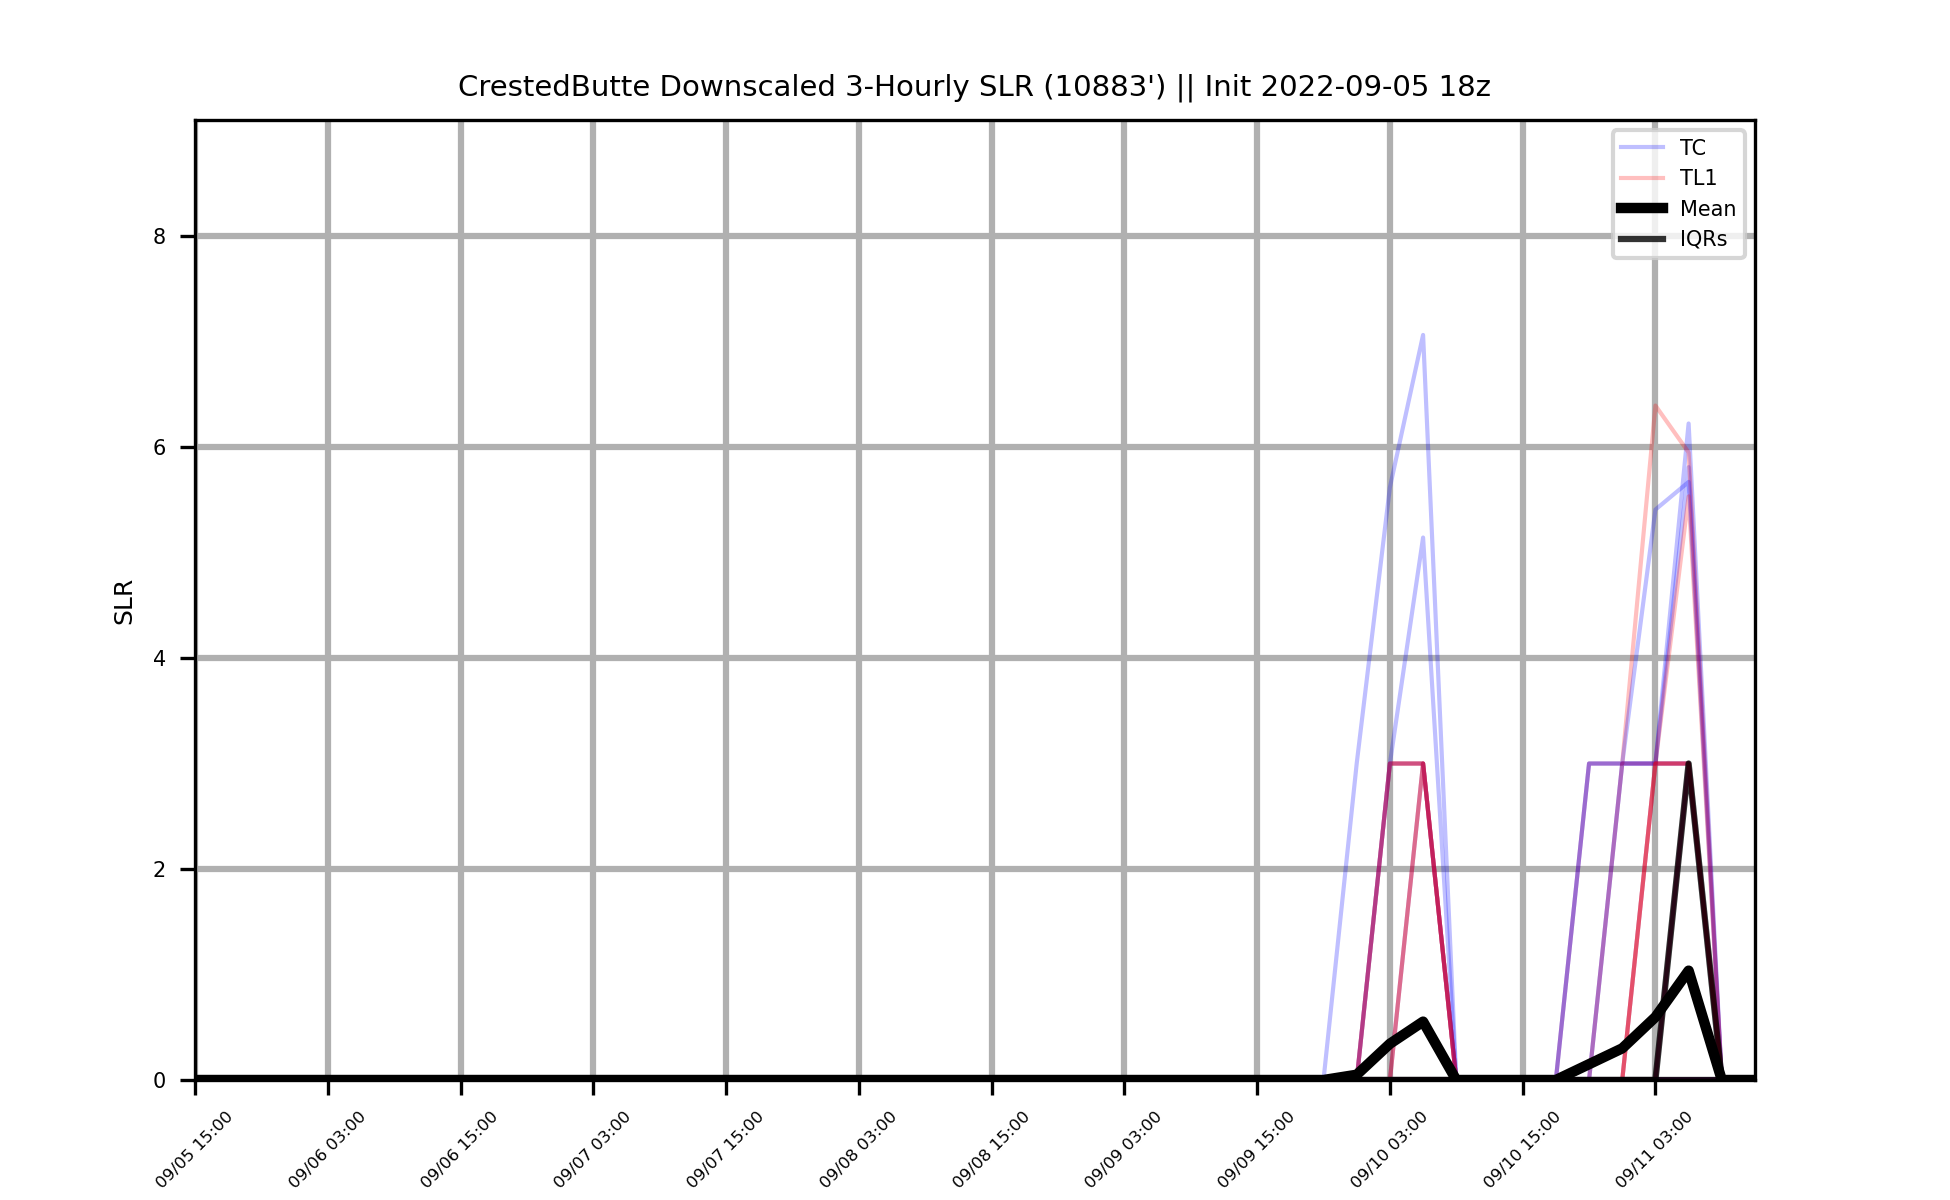 CrestedButte Downscaled 3-Hourly SLR (10883') || Init 2022-09-05 18z
TC
TL1
Mean
IQRs
8
6
4
2
0
SLR
09/05 15:00
09/06 03:00
09/06 15:00
09/07 03:00
09/07 15:00
09/08 03:00
09/08 15:00
09/09 03:00
09/09 15:00
09/10 03:00
09/10 15:00
09/11 03:00